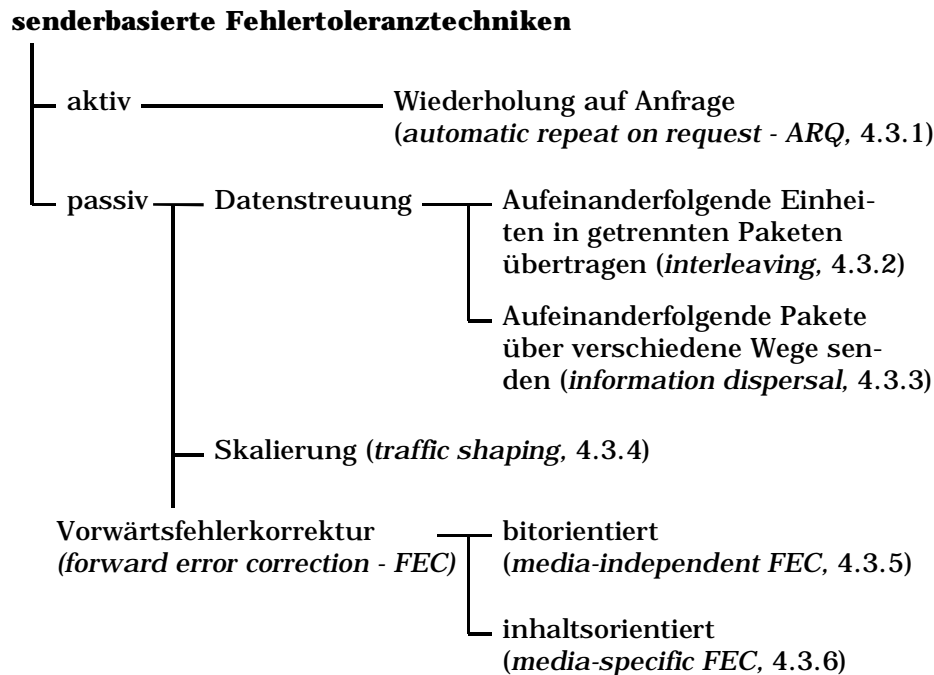 senderbasierte Fehlertoleranztechniken
aktiv
Wiederholung auf Anfrage
(automatic repeat on request - ARQ, 4.3.1)
passiv
Datenstreuung
Aufeinanderfolgende Einhei-
ten in getrennten Paketen
übertragen (interleaving, 4.3.2)
Aufeinanderfolgende Pakete
über verschiedene Wege sen-
den (information dispersal, 4.3.3)
Skalierung (traffic shaping, 4.3.4)
Vorwärtsfehlerkorrektur
(forward error correction - FEC)
bitorientiert
(media-independent FEC, 4.3.5)
inhaltsorientiert
(media-specific FEC, 4.3.6)